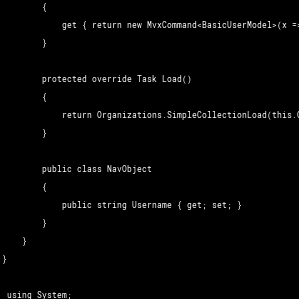 {
get { return new MvxCommand<BasicUserModel>(x =>
}
protected override Task Load()
{
return Organizations.SimpleCollectionLoad(this.
}
public class NavObject
{
public string Username { get; set; }
}
}
}
using System;